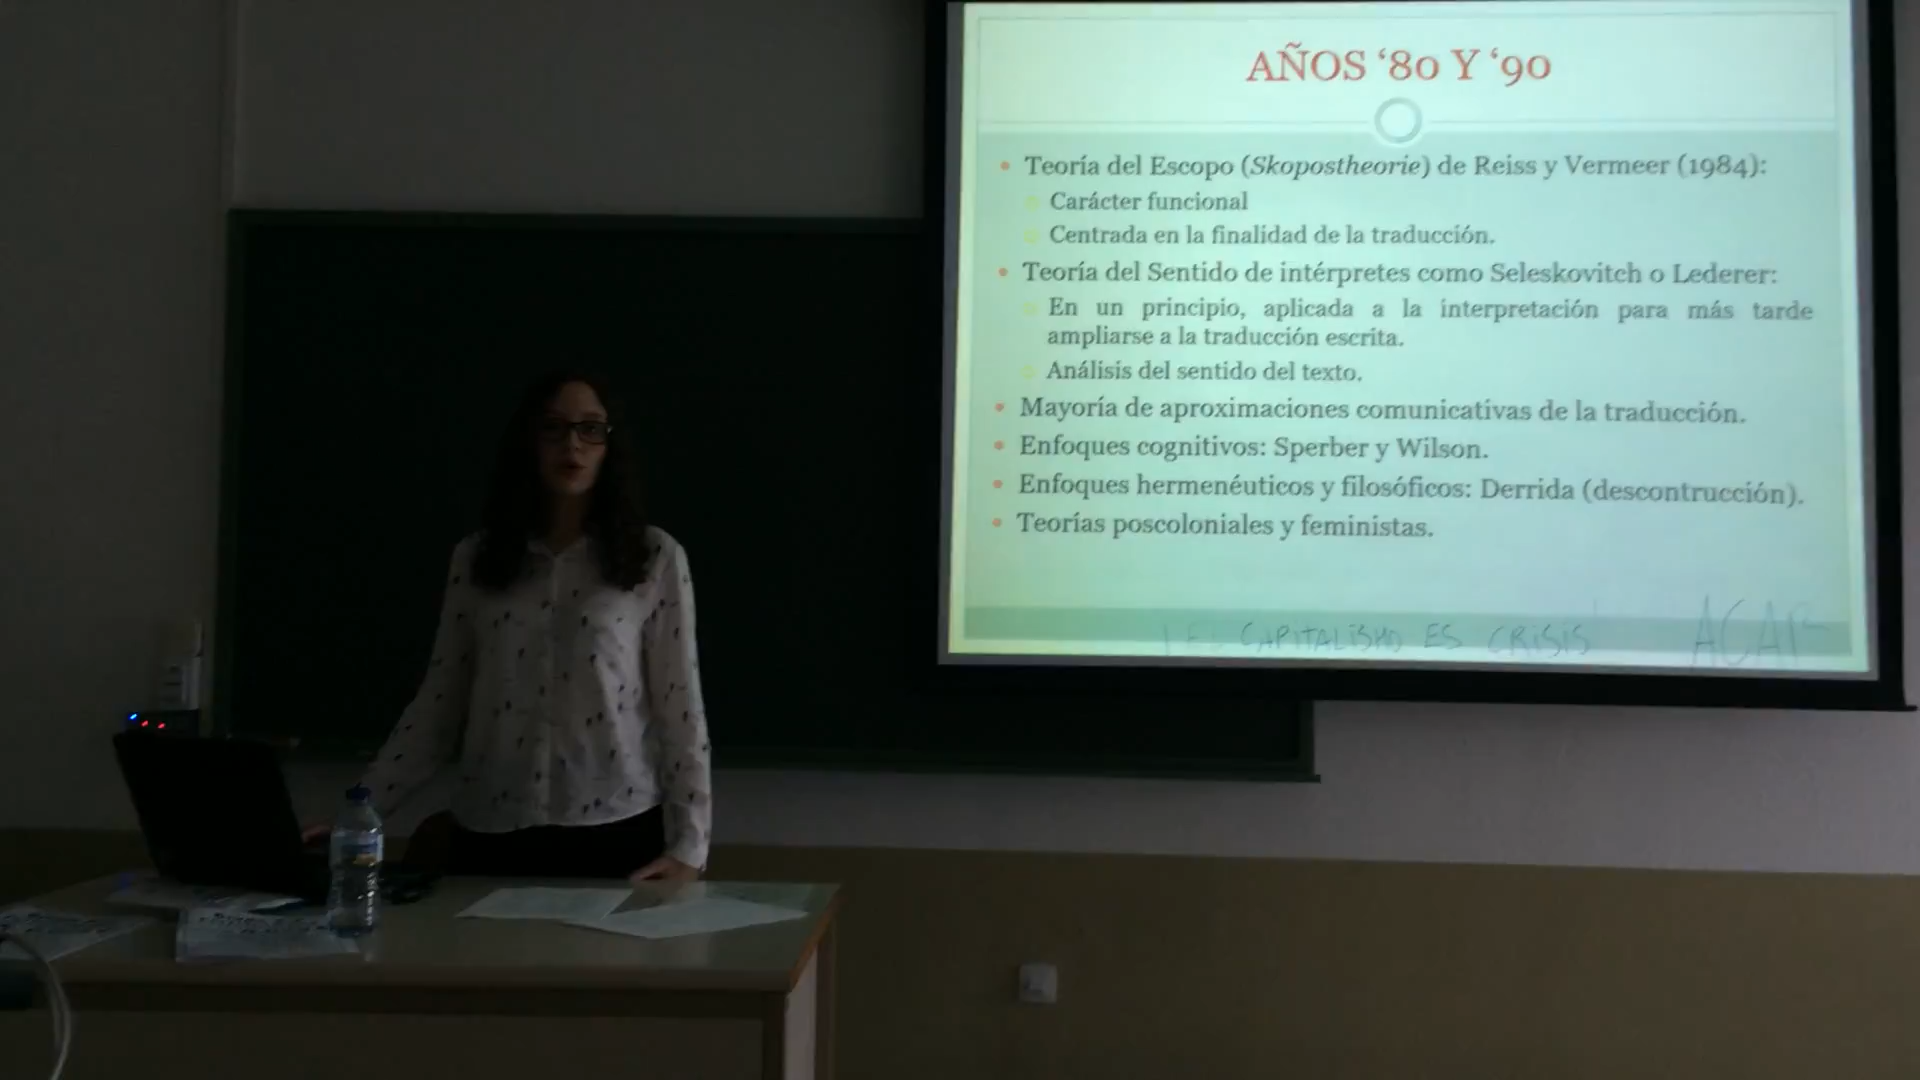 AÑOS ‘80 Y ‘90
• Teoría del Escopo (Skopostheorie) de Reiss y Vermeer (1984):
Carácter funcional
Centrada en la finalidad de la traducción.
• Teoría del Sentido de intérpretes como Seleskovitch o Lederer:
En un principio, aplicada a la interpretación para más tarde
ampliarse a la traducción escrita.
Análisis del sentido del texto.
• Mayoría de aproximaciones comunicativas de la traducción.
• Enfoques cognitivos: Sperber y Wilson.
• Enfoques hermenéuticos y filosóficos: Derrida (descontrucción).
• Teorías poscoloniales y feministas.
EL CAPITALISMO ES CRISIS